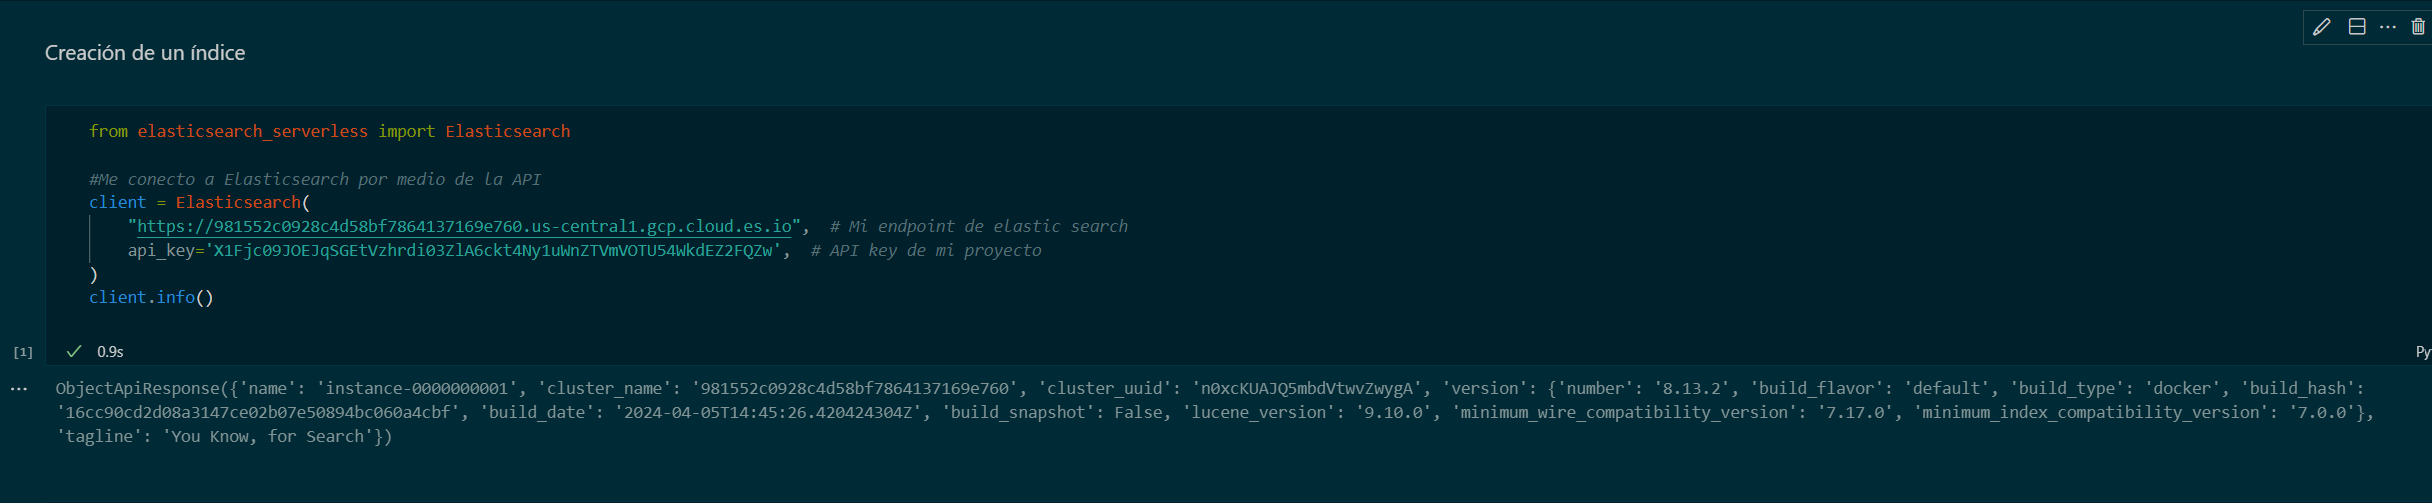 Creación de un índice
from elasticsearch_serverless import Elasticsearch
#Me conecto a Elasticsearch por medio de la API
client = Elasticsearch(
"https://981552c0928c4d58bf7864137169e760.us-central1.gcp.cloud.es.io", # Mi endpoint de elastic search
api_key='X1Fjc09JOEJqSGEtVzhrdi03ZlA6ckt4Ny1uWnZTVmVOTU54WkdEZ2FQZw', # API key de mi proyecto
)
client.info()
[1] ✓ 0.9s
Py
... ObjectApiResponse({'name': 'instance-0000000001', 'cluster_name': '981552c0928c4d58bf7864137169e760', 'cluster_uuid': 'n0xcKUAJQ5mbdVtwvZwygA', 'version': {'number': '8.13.2', 'build_flavor': 'default', 'build_type': 'docker', 'build_hash':
'16cc90cd2d08a3147ce02b07e50894bc060a4cbf', 'build_date': '2024-04-05T14:45:26.420424304Z', 'build_snapshot': False, 'lucene_version': '9.10.0', 'minimum_wire_compatibility_version': '7.17.0', 'minimum_index_compatibility_version': '7.0.0'},
'tagline': 'You Know, for Search'})